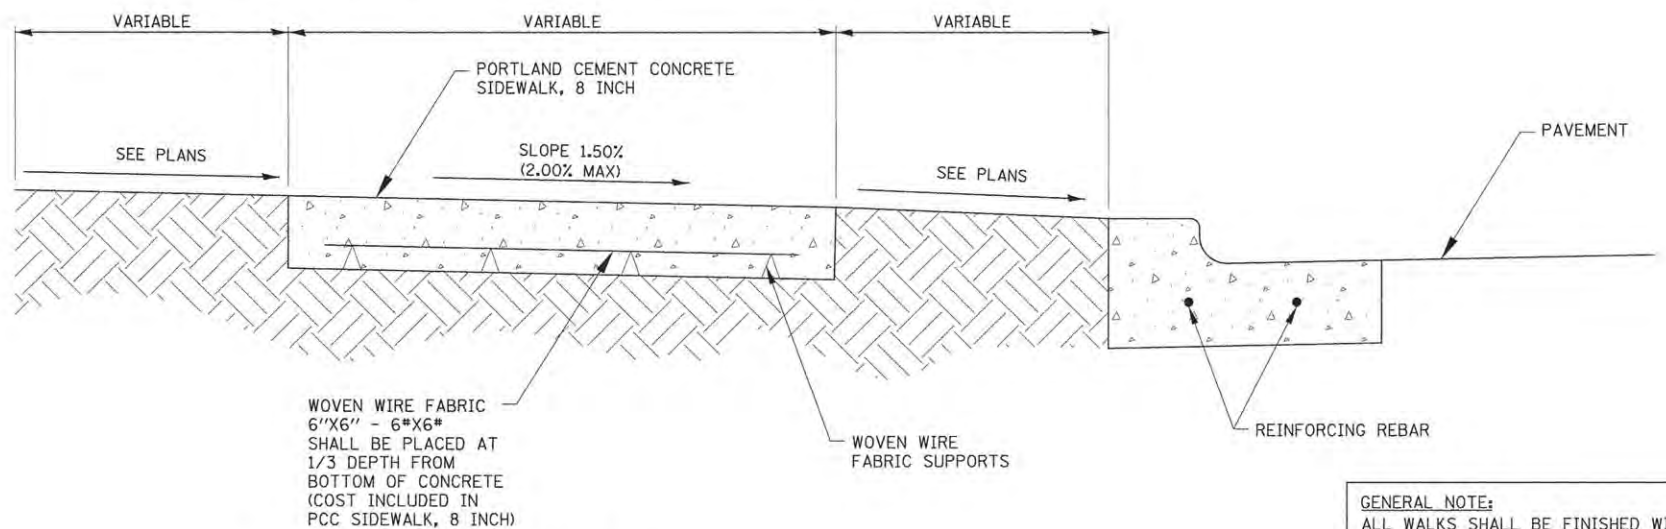 VARIABLE
VARIABLE
VARIABLE
PORTLAND CEMENT CONCRETE
SIDEWALK, 8 INCH
PAVEMENT
SEE PLANS
SLOPE 1.50%
(2.00% MAX)
SEE PLANS
WOVEN WIRE FABRIC
6"X6" - 6#X6#
SHALL BE PLACED AT
1/3 DEPTH FROM
BOTTOM OF CONCRETE
(COST INCLUDED IN
PCC SIDEWALK, 8 INCH)
WOVEN WIRE
FABRIC SUPPORTS
REINFORCING REBAR
GENERAL NOTE:
ALL WALKS SHALL BE FINISHED